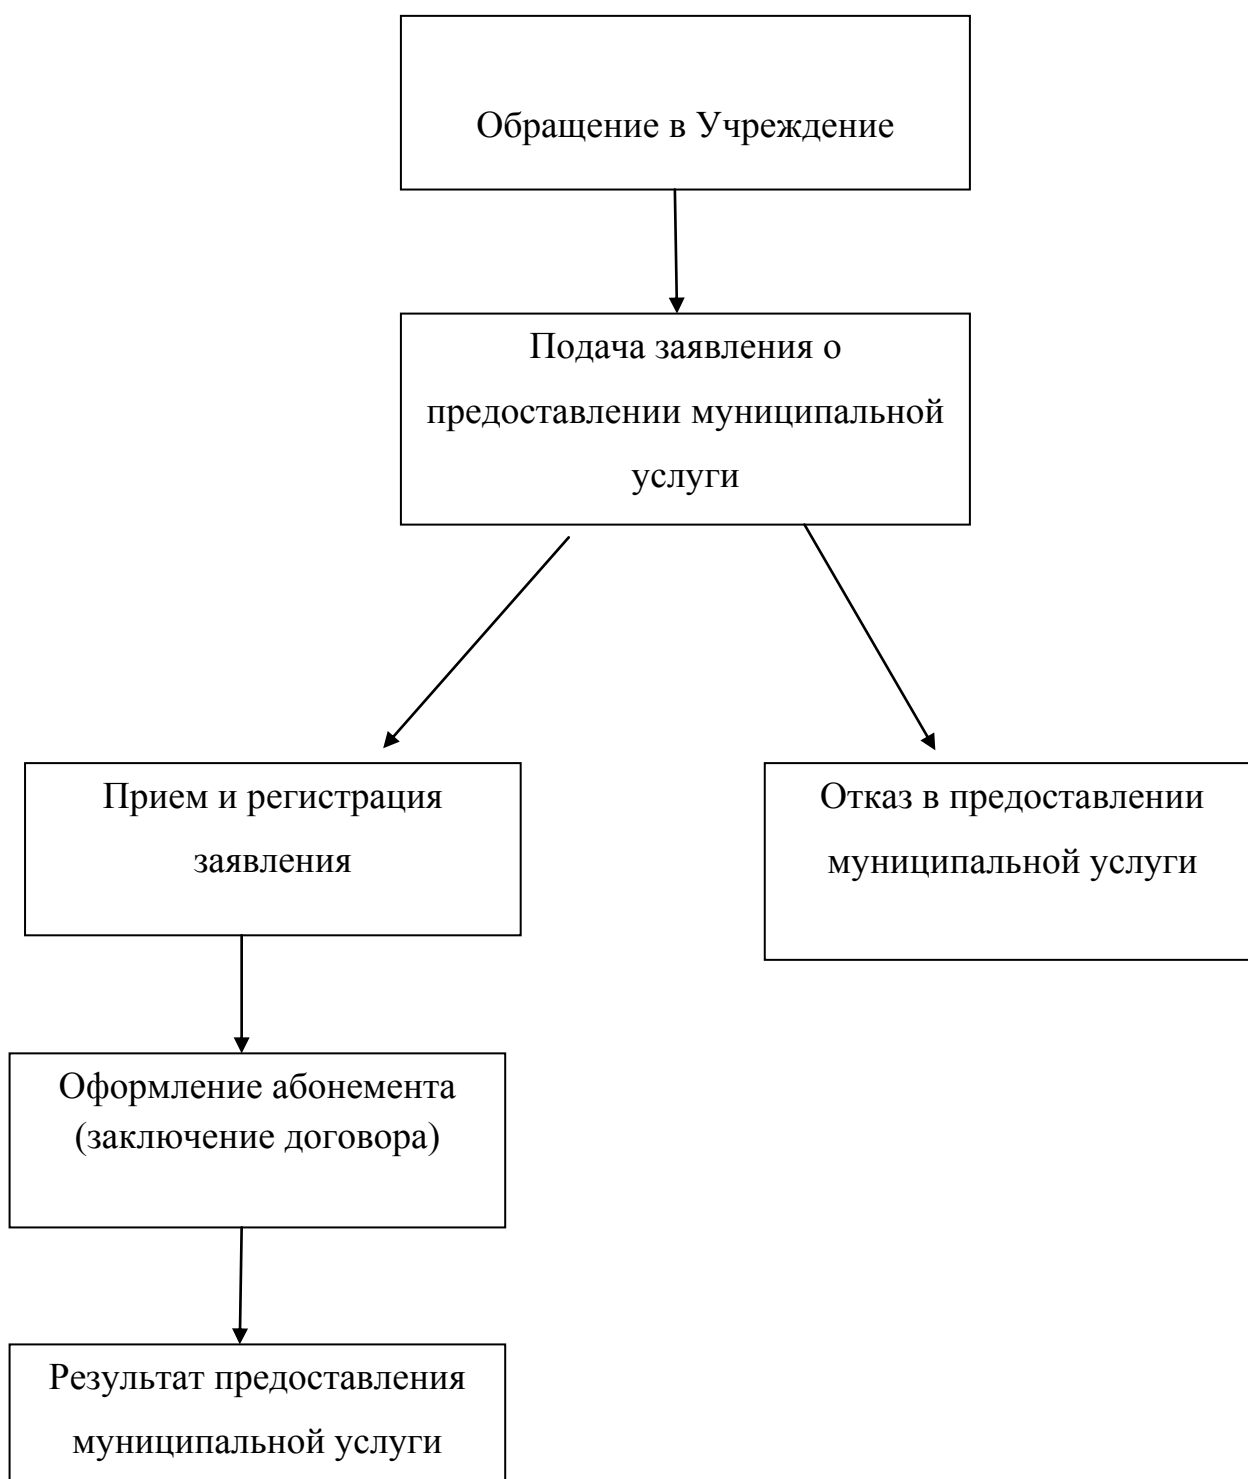 Обращение в Учреждение
Подача заявления о
предоставлении муниципальной
услуги
Прием и регистрация
заявления
Отказ в предоставлении
муниципальной услуги
Оформление абонемента
(заключение договора)
Результат предоставления
муниципальной услуги